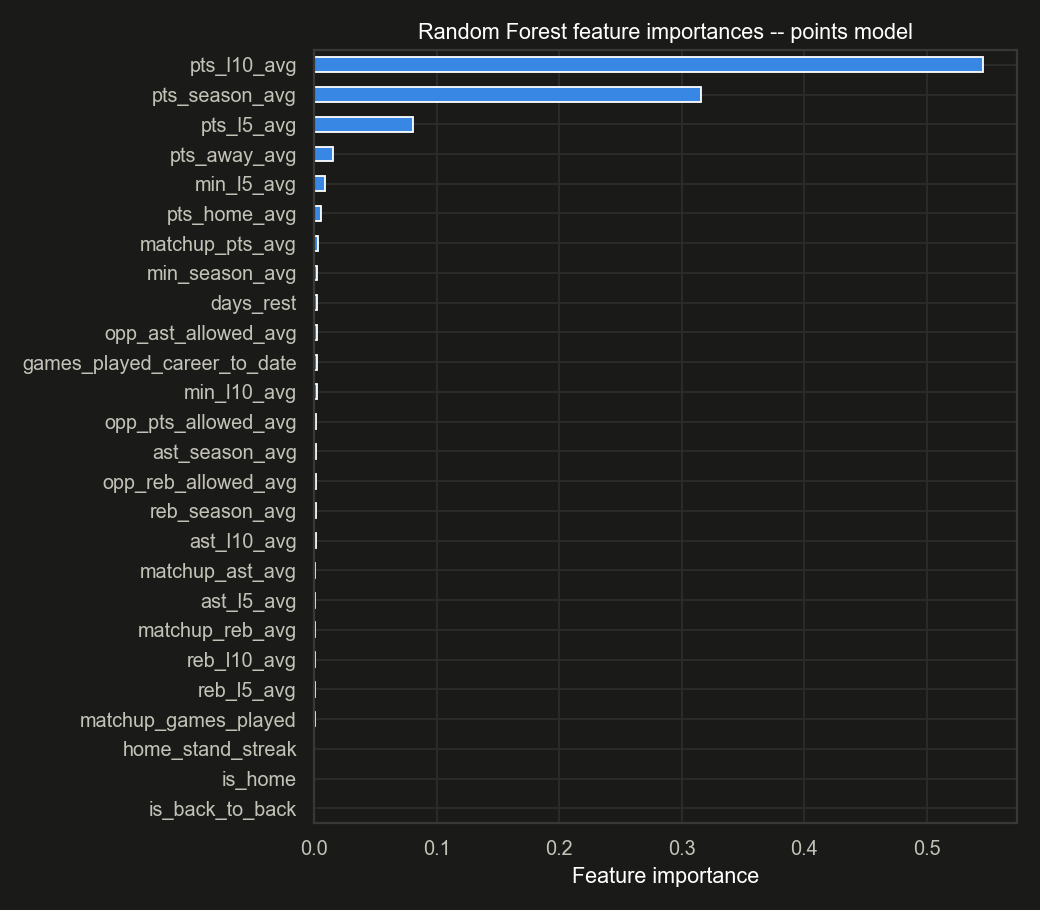 Random Forest feature importances -- points model
pts_l10_avg
pts_season_avg
pts_l5_avg
pts_away_avg
min_l5_avg
pts_home_avg
matchup_pts_avg
min_season_avg
days_rest
opp_ast_allowed_avg
games_played_career_to_date
min_l10_avg
opp_pts_allowed_avg
ast_season_avg
opp_reb_allowed_avg
reb_season_avg
ast_l10_avg
matchup_ast_avg
ast_l5_avg
matchup_reb_avg
reb_l10_avg
reb_l5_avg
matchup_games_played
home_stand_streak
is_home
is_back_to_back
0.0 0.1 0.2 0.3 0.4 0.5
Feature importance